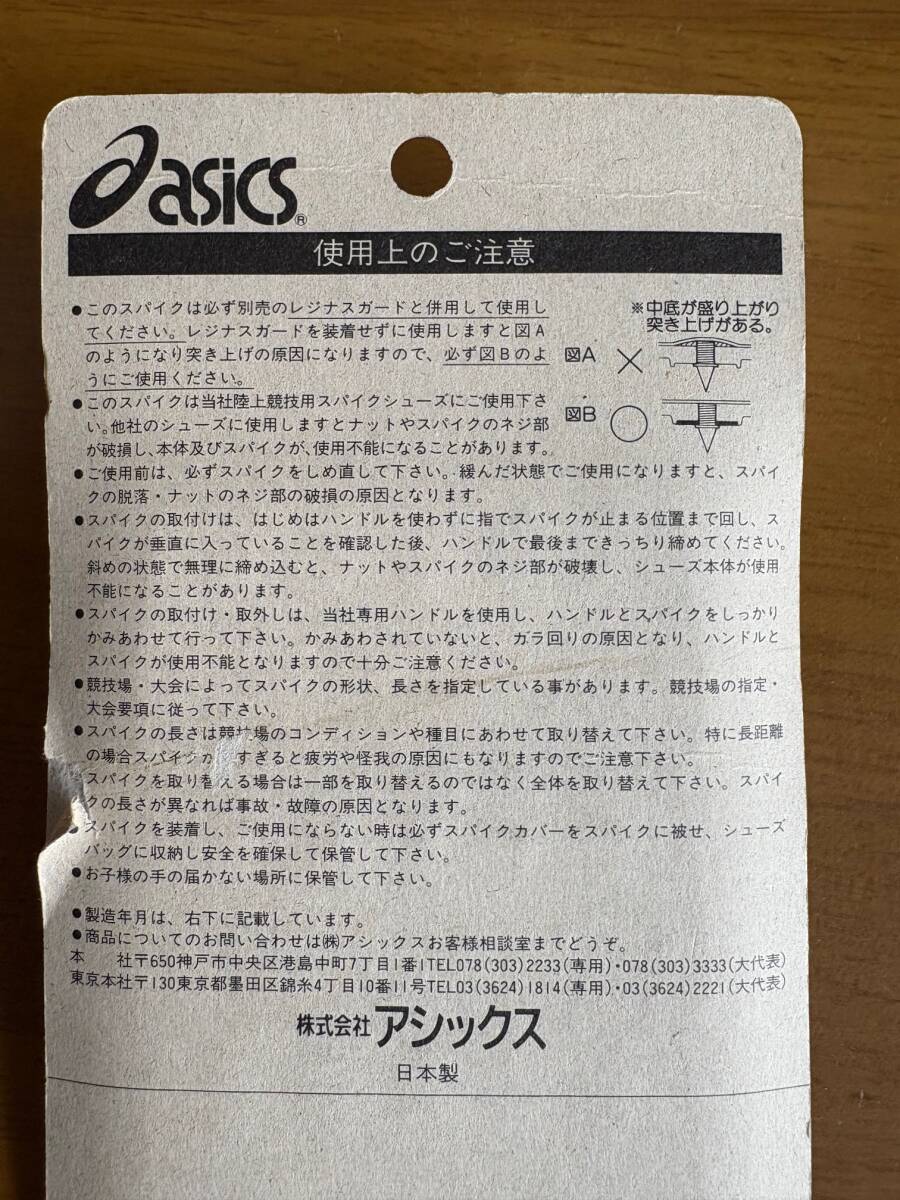 asics®
使用上のご注意
●このスパイクは必ず別売のレジナスガードと併用して使用し
てください。レジナスガードを装着せずに使用しますと図A
のようになり突き上げの原因になりますので、必ず図Bのよ
うにご使用ください。
※中底が盛り上がり
突き上げがある。
図A
図B
●このスパイクは当社陸上競技用スパイクシューズにご使用下さ
い。他社のシューズに使用しますとナットやスパイクのネジ部
が破損し、本体及びスパイクが、使用不能になることがあります。
●ご使用前は、必ずスパイクをしめ直して下さい。緩んだ状態でご使用になりますと、スパイ
クの脱落・ナットのネジ部の破損の原因となります。
●スパイクの取付けは、はじめはハンドルを使わずに指でスパイクが止まる位置まで回し、ス
パイクが垂直に入っていることを確認した後、ハンドルで最後まできっちり締めてください。
斜めの状態で無理に締め込むと、ナットやスパイクのネジ部が破壊し、シューズ本体が使用
不能になることがあります。
●スパイクの取付け・取外しは、当社専用ハンドルを使用し、ハンドルとスパイクをしっかり
かみあわせて行って下さい。かみあわされていないと、ガラ回りの原因となり、ハンドルと
スパイクが使用不能となりますので十分ご注意ください。
●競技場・大会によってスパイクの形状、長さを指定している事があります。競技場の指定・
大会要項に従って下さい。
●スパイクの長さは競技場のコンディションや種目にあわせて取り替えて下さい。特に長距離
の場合スパイクが すぎると疲労や怪我の原因にもなりますのでご注意下さい。
スパイクを取り替える場合は一部を取り替えるのではなく全体を取り替えて下さい。スパイ
クの長さが異なれば事故・故障の原因となります。
●スパイクを装着し、ご使用にならない時は必ずスパイクカバーをスパイクに被せ、シューズ
バッグに収納し安全を確保して保管して下さい。
●お子様の手の届かない場所に保管して下さい。
●製造年月は、右下に記載しています。
●商品についてのお問い合わせは㈱アシックスお客様相談室までどうぞ。
本 社〒650神戸市中央区港島中町7丁目1番1TEL078(303)2233(専用)・078(303)3333(大代表)
東京本社〒130東京都墨田区錦糸4丁目10番11号TEL03(3624)1814(専用)・03(3624)2221(大代表)
株式会社アシックス
日本製